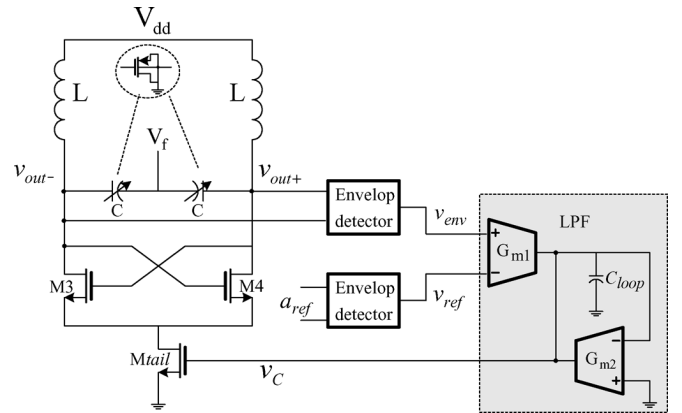 Vdd
L
L
Vf
vout-
vout+
C
C
Envelop
detector
venv
LPF
+
Gm1
-
Cloop
M3
M4
aref
Envelop
detector
vref
Mtail
vC
-
Gm2
+